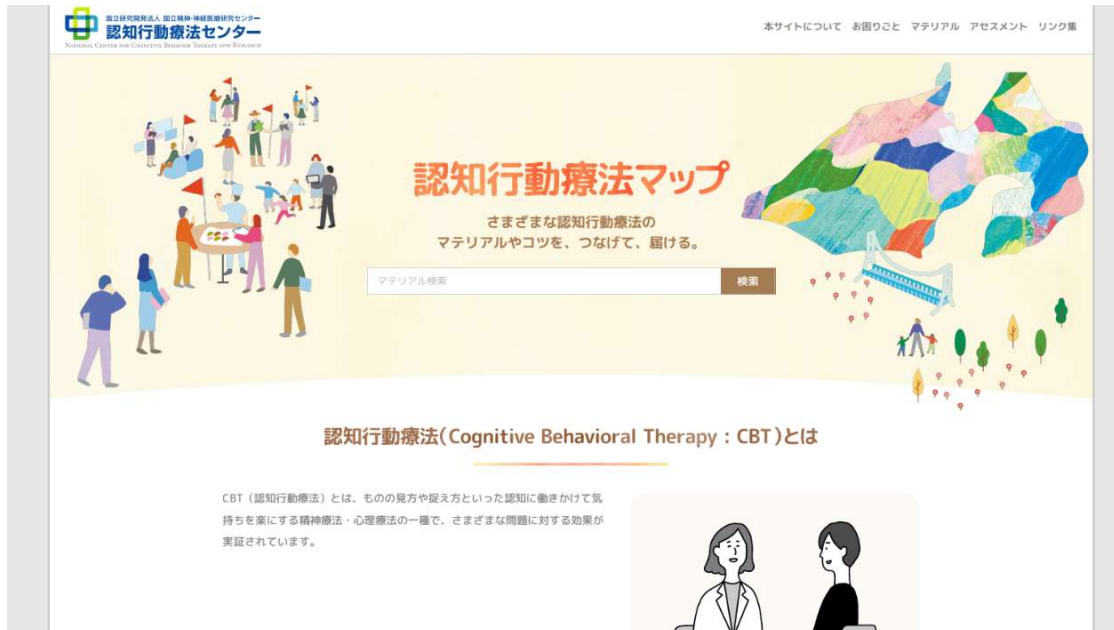 国立研究開発法人 国立精神・神経医療研究センター
認知行動療法センター
National Center for Cognitive Behavior Therapy and Research
本サイトについて お困りごと マテリアル アセスメント リンク集
認知行動療法マップ
さまざまな認知行動療法の
マテリアルやコツを、つなげて、届ける。
マテリアル検索 検索
認知行動療法(Cognitive Behavioral Therapy : CBT)とは
CBT（認知行動療法）とは、ものの見方や捉え方といった認知に働きかけて気
持ちを楽にする精神療法・心理療法の一種で、さまざまな問題に対する効果が
実証されています。